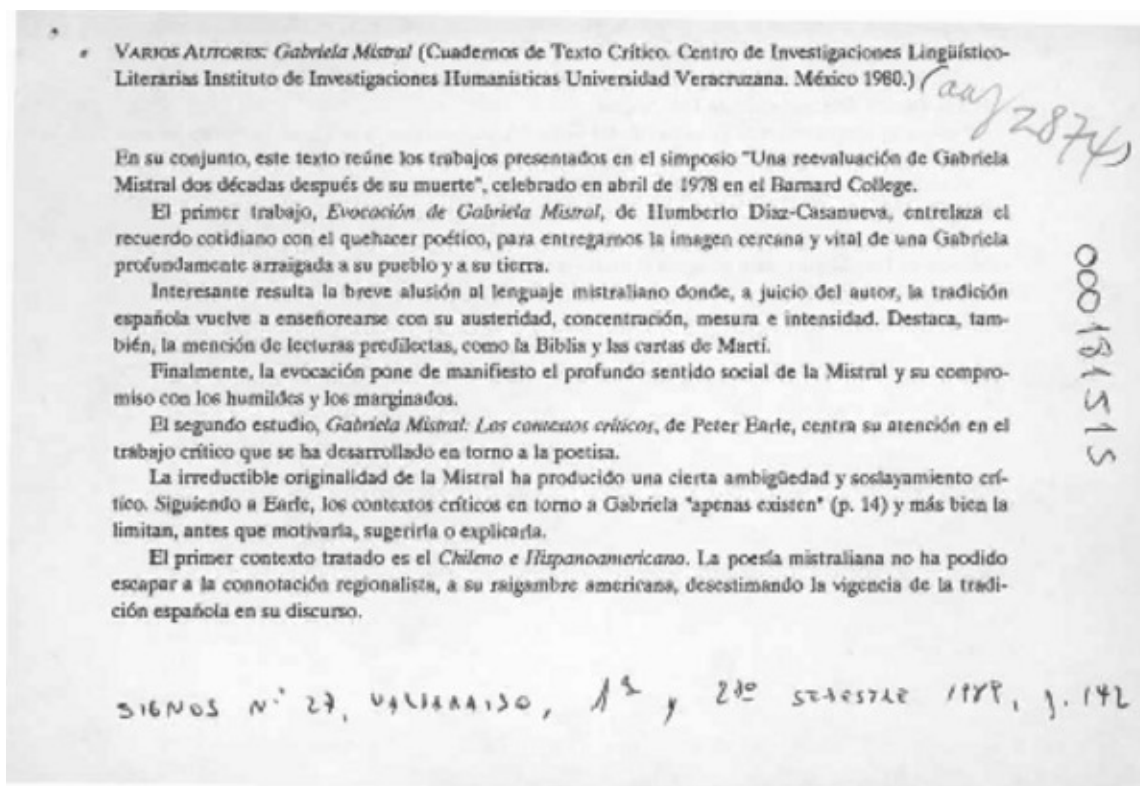 VARIOS AUTORES: Gabriela Mistral (Cuadernos de Texto Crítico. Centro de Investigaciones Lingüístico-
Literarias Instituto de Investigaciones Humanísticas Universidad Veracruzana. México 1980.)
2874
En su conjunto, este texto reúne los trabajos presentados en el simposio "Una reevaluación de Gabriela
Mistral dos décadas después de su muerte", celebrado en abril de 1978 en el Barnard College.
El primer trabajo, Evocación de Gabriela Mistral, de Humberto Díaz-Casanueva, entrelaza el
recuerdo cotidiano con el quehacer poético, para entregarnos la imagen cercana y vital de una Gabriela
profundamente arraigada a su pueblo y a su tierra.
Interesante resulta la breve alusión al lenguaje mistraliano donde, a juicio del autor, la tradición
española vuelve a enseñorearse con su austeridad, concentración, mesura e intensidad. Destaca, tam-
bién, la mención de lecturas predilectas, como la Biblia y las cartas de Martí.
Finalmente, la evocación pone de manifiesto el profundo sentido social de la Mistral y su compro-
miso con los humildes y los marginados.
El segundo estudio, Gabriela Mistral: Los contextos críticos, de Peter Earle, centra su atención en el
trabajo crítico que se ha desarrollado en torno a la poetisa.
La irreductible originalidad de la Mistral ha producido una cierta ambigüedad y soslayamiento crí-
tico. Siguiendo a Earle, los contextos críticos en torno a Gabriela "apenas existen" (p. 14) y más bien la
limitan, antes que motivarla, sugerirla o explicarla.
El primer contexto tratado es el Chileno e Hispanoamericano. La poesía mistraliana no ha podido
escapar a la connotación regionalista, a su raigambre americana, desestimando la vigencia de la tradi-
ción española en su discurso.
000181515
SIGNOS N° 27, VALPARAISO, 1º y 2do SEMESTRE 1989, p. 142